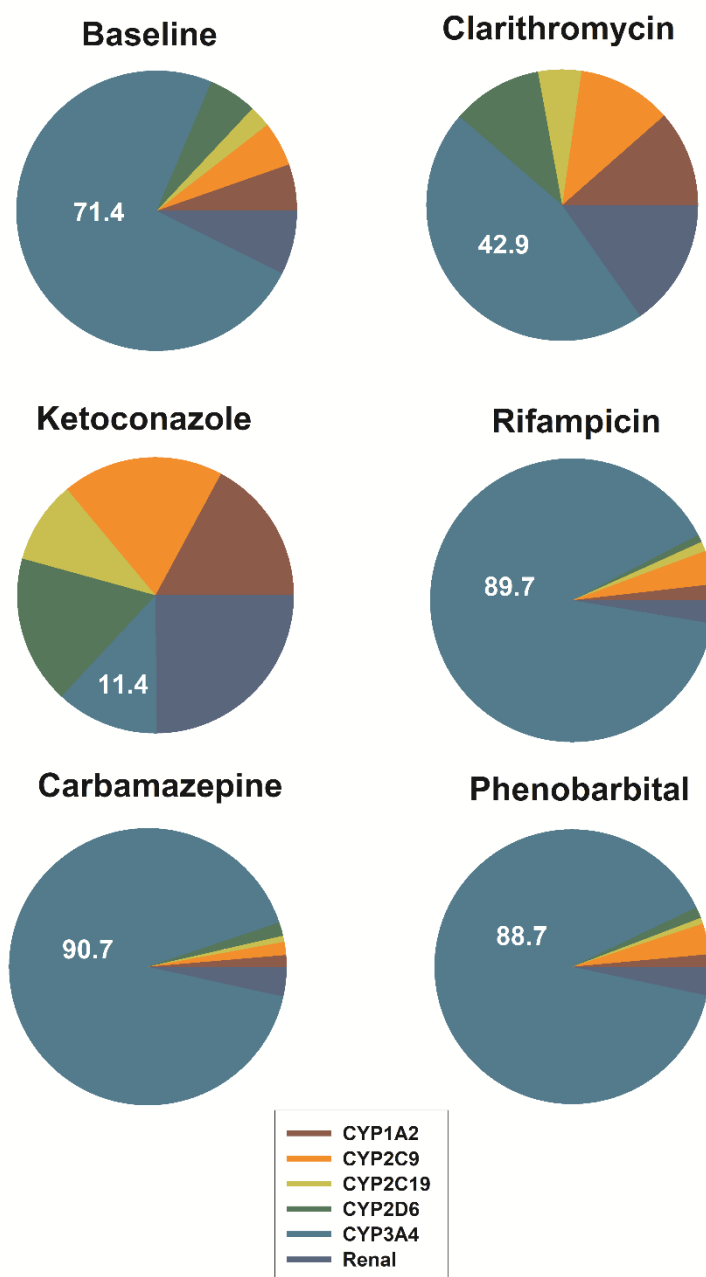 Baseline
71.4
Clarithromycin
42.9
Ketoconazole
11.4
Rifampicin
89.7
Carbamazepine
90.7
Phenobarbital
88.7
CYP1A2
CYP2C9
CYP2C19
CYP2D6
CYP3A4
Renal